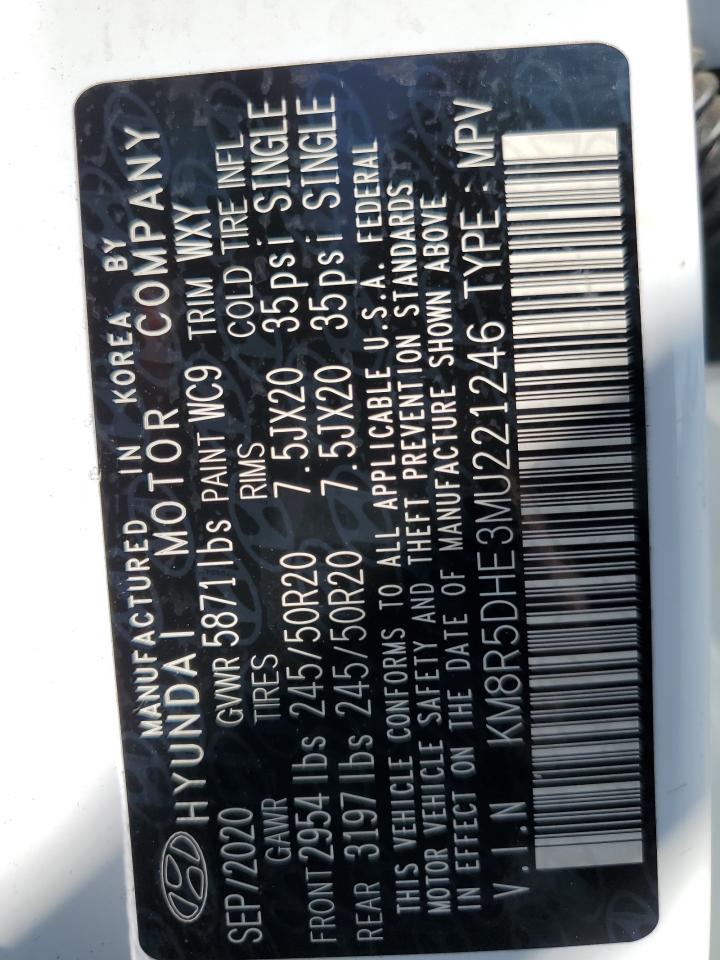 MANUFACTURED IN KOREA BY
HYUNDAI MOTOR COMPANY
SEP/2020 GVWR 5871lbs PAINT WC9 TRIM WXY
GAWR TIRES RIMS COLD TIRE INFL
FRONT 2954 lbs 245/50R20 7.5JX20 35psi SINGLE
REAR 3197 lbs 245/50R20 7.5JX20 35psi SINGLE
THIS VEHICLE CONFORMS TO ALL APPLICABLE U.S.A. FEDERAL
MOTOR VEHICLE SAFETY AND THEFT PREVENTION STANDARDS
IN EFFECT ON THE DATE OF MANUFACTURE SHOWN ABOVE
V.I.N KM8R5DHE3MU221246 TYPE: MPV